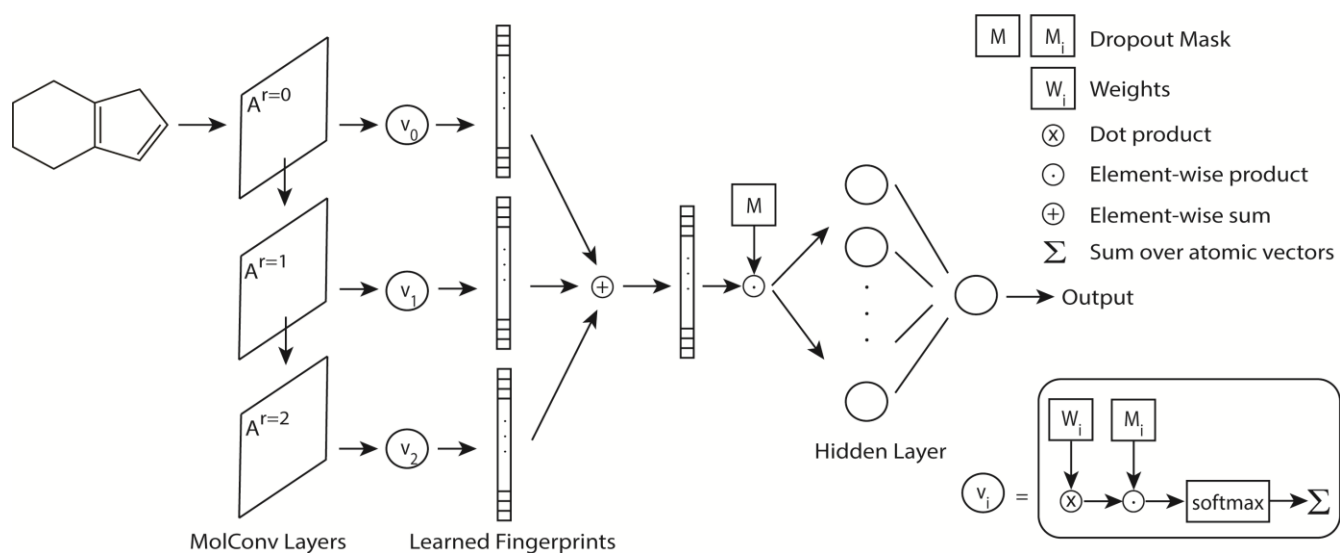 M M_i Dropout Mask
W_i Weights
x Dot product
· Element-wise product
+ Element-wise sum
Σ Sum over atomic vectors
A^r=0
v_0
A^r=1
v_1
M
Output
A^r=2
v_2
Hidden Layer
W_i M_i
v_i =
x · softmax Σ
MolConv Layers Learned Fingerprints